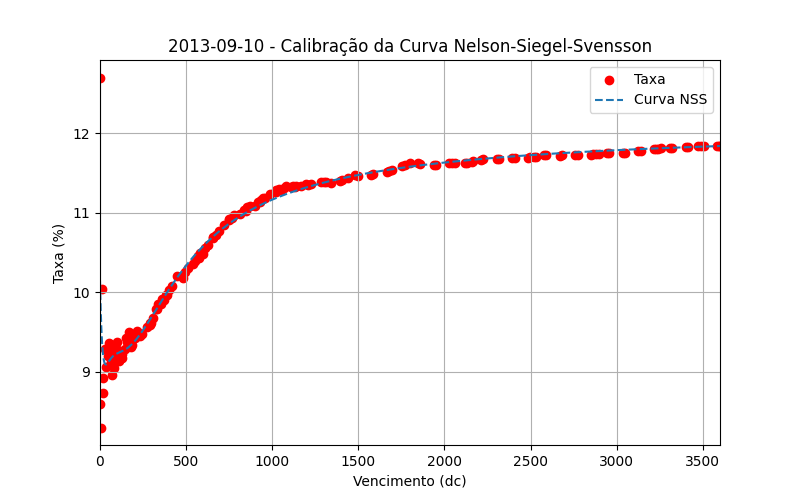 2013-09-10 - Calibração da Curva Nelson-Siegel-Svensson
Taxa
Curva NSS
12
11
10
9
Taxa (%)
0 500 1000 1500 2000 2500 3000 3500
Vencimento (dc)